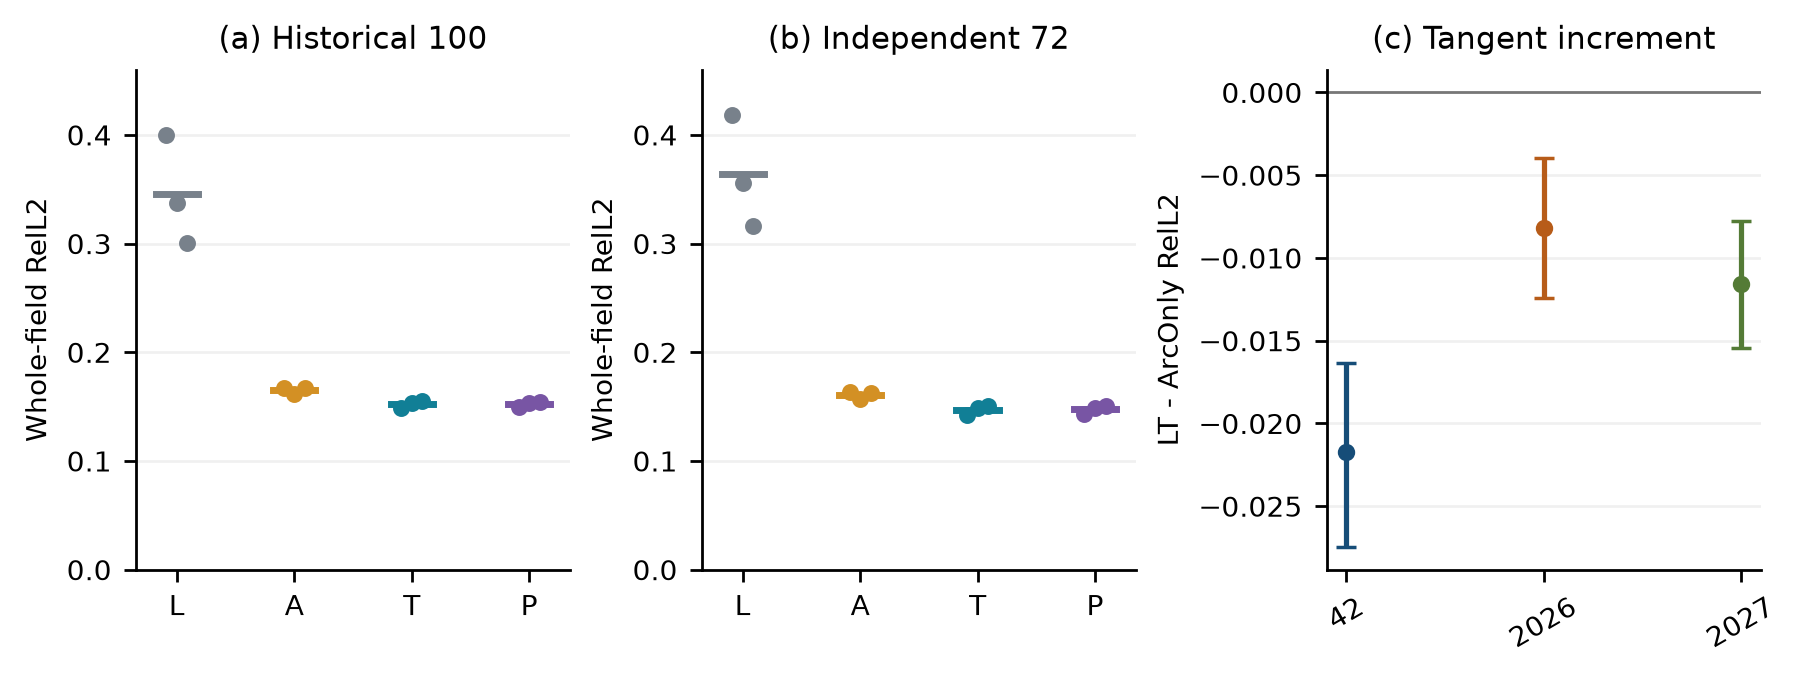 (a) Historical 100
Whole-field RelL2
0.4
0.3
0.2
0.1
0.0
L A T P
(b) Independent 72
Whole-field RelL2
0.4
0.3
0.2
0.1
0.0
L A T P
(c) Tangent increment
LT - ArcOnly RelL2
0.000
−0.005
−0.010
−0.015
−0.020
−0.025
42 2026 2027